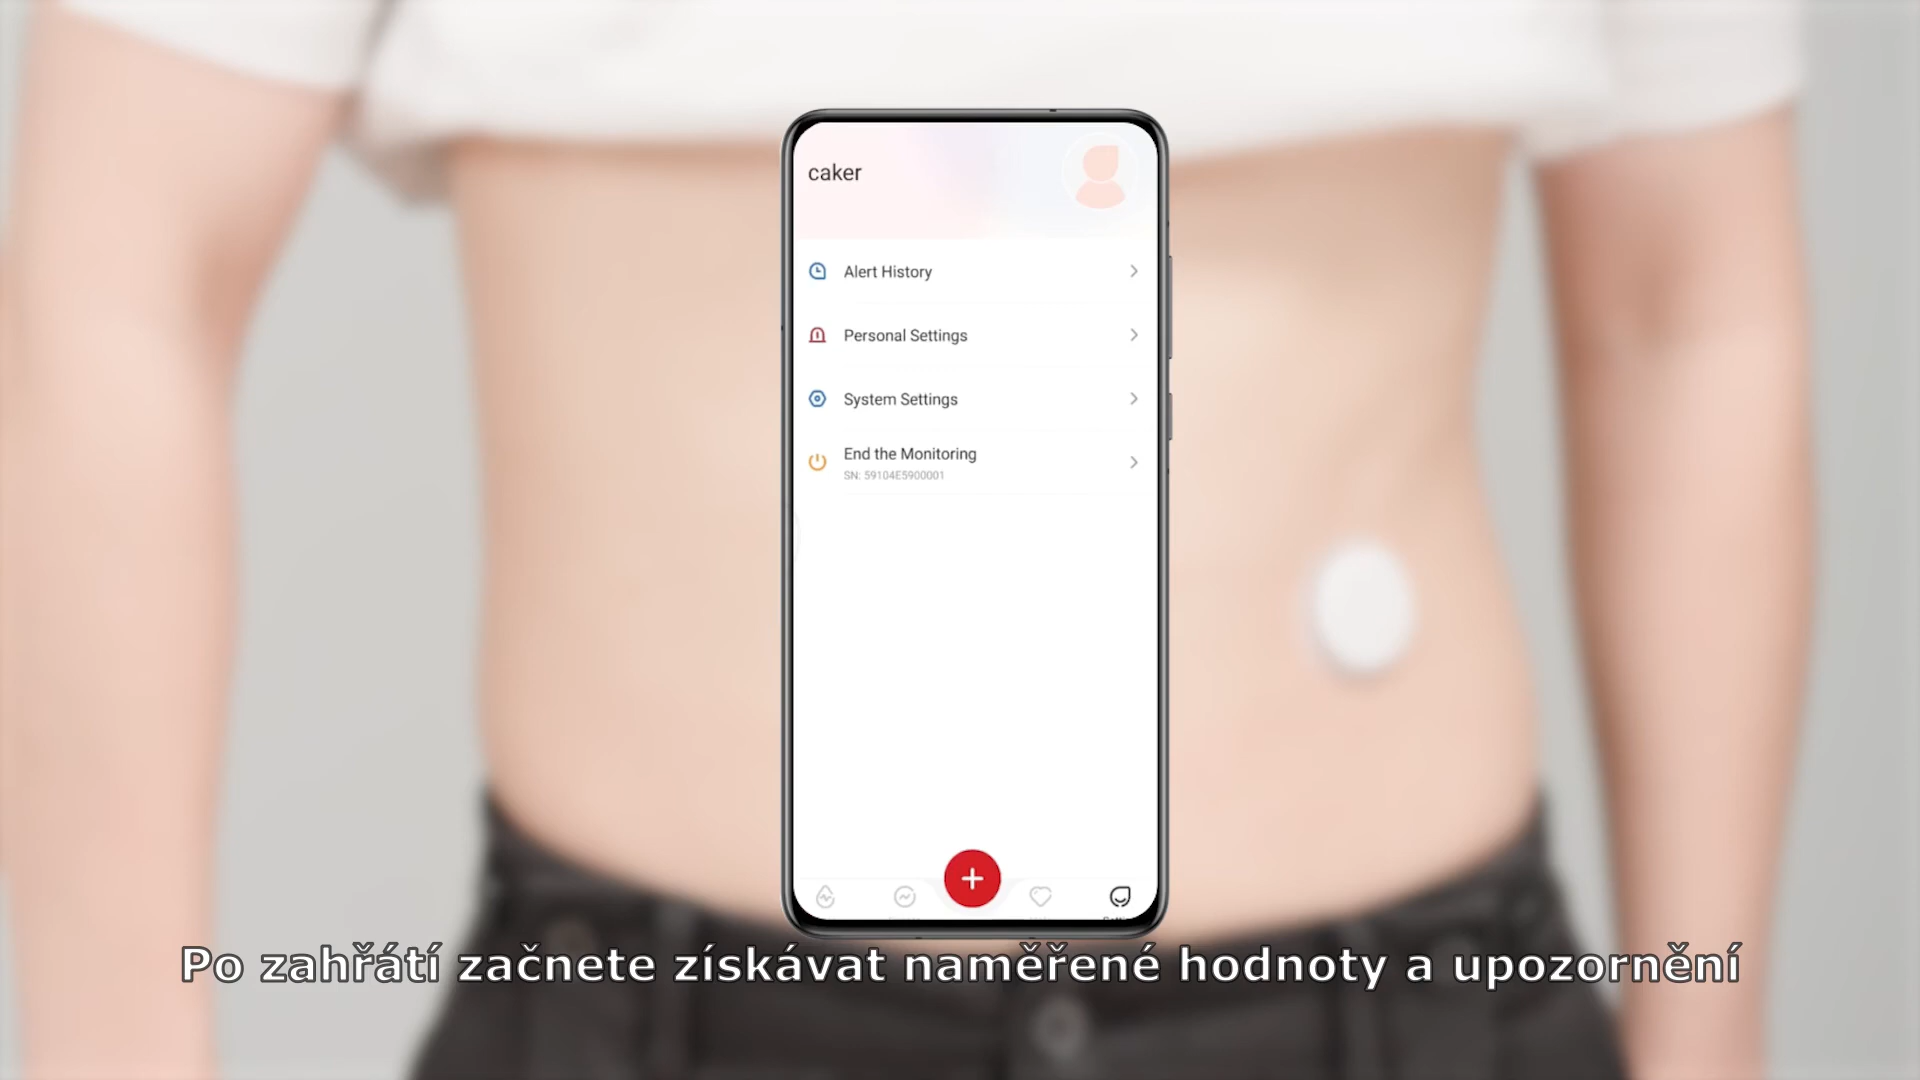 caker
Alert History
Personal Settings
System Settings
End the Monitoring
SN: 59104E5900001
Po zahřátí začnete získávat naměřené hodnoty a upozornění